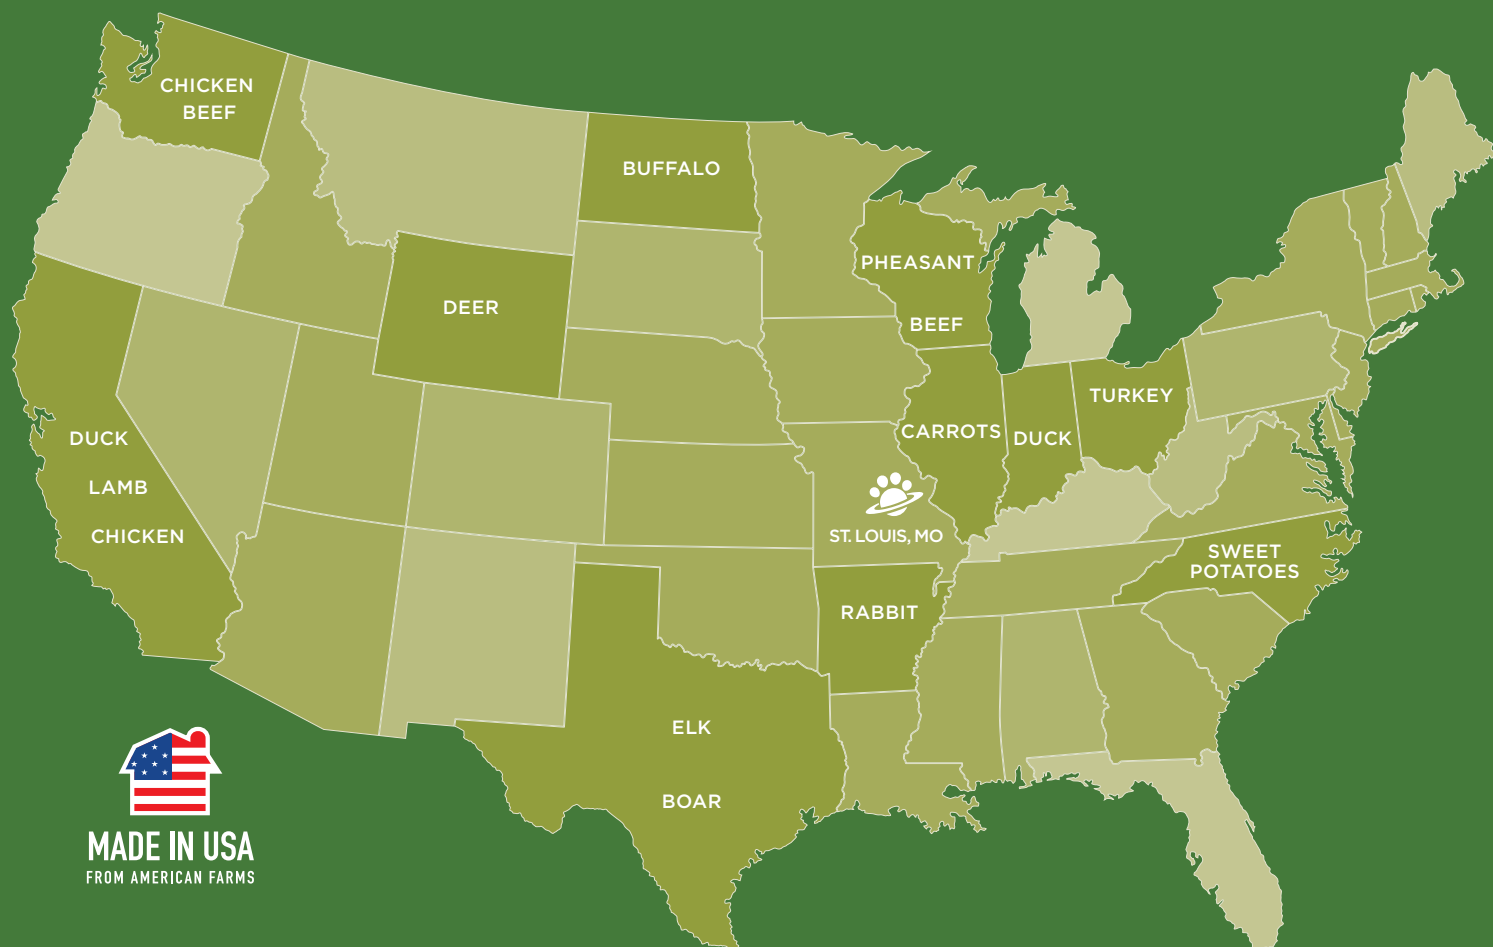 CHICKEN
BEEF
BUFFALO
PHEASANT
DEER
BEEF
TURKEY
CARROTS
DUCK
DUCK
LAMB
CHICKEN
ST. LOUIS, MO
SWEET
POTATOES
RABBIT
ELK
BOAR
MADE IN USA
FROM AMERICAN FARMS